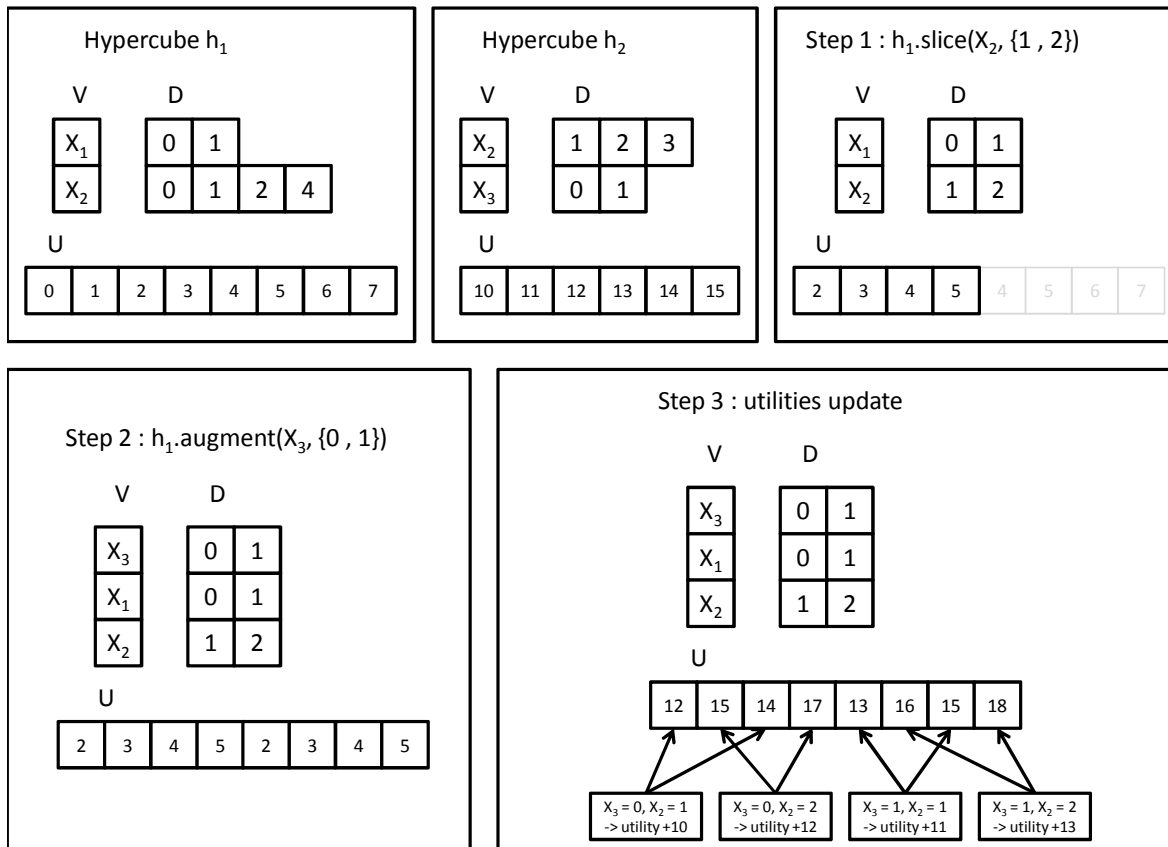 Hypercube h₁
V D
X₁ 0 1
X₂ 0 1 2 4
U
0 1 2 3 4 5 6 7
Hypercube h₂
V D
X₂ 1 2 3
X₃ 0 1
U
10 11 12 13 14 15
Step 1 : h₁.slice(X₂, {1 , 2})
V D
X₁ 0 1
X₂ 1 2
U
2 3 4 5 4 5 6 7
Step 2 : h₁.augment(X₃, {0 , 1})
V D
X₃ 0 1
X₁ 0 1
X₂ 1 2
U
2 3 4 5 2 3 4 5
Step 3 : utilities update
V D
X₃ 0 1
X₁ 0 1
X₂ 1 2
U
12 15 14 17 13 16 15 18
X₃ = 0, X₂ = 1
-> utility +10
X₃ = 0, X₂ = 2
-> utility +12
X₃ = 1, X₂ = 1
-> utility +11
X₃ = 1, X₂ = 2
-> utility +13